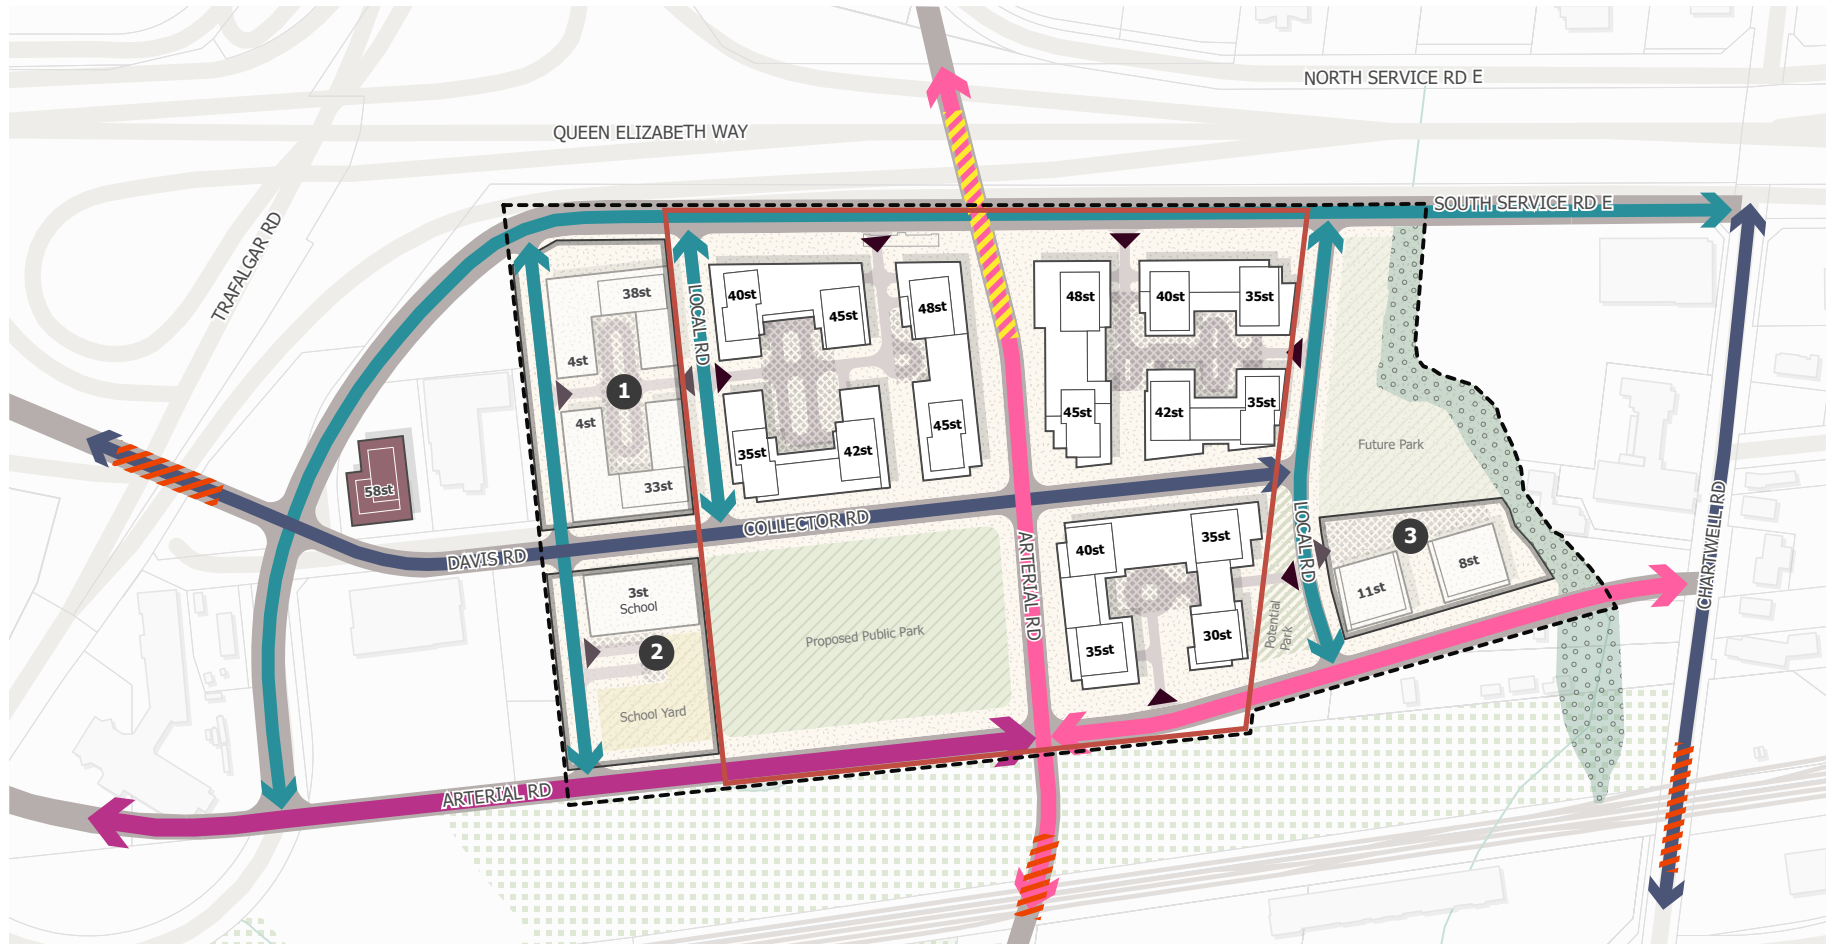 NORTH SERVICE RD E
QUEEN ELIZABETH WAY
SOUTH SERVICE RD E
TRAFALGAR RD
LOCAL RD
38st
4st
1
4st
33st
40st
45st
48st
35st
42st
45st
48st
40st
35st
45st
42st
35st
58st
Future Park
COLLECTOR RD
DAVIS RD
ARTERIAL RD
LOCAL RD
CHARTWELL RD
3st
School
2
School Yard
Proposed Public Park
40st
35st
35st
30st
Potential
Park
3
11st
8st
ARTERIAL RD